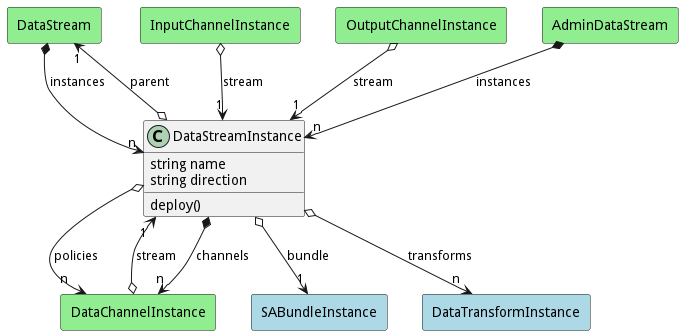 DataStream
InputChannelInstance
OutputChannelInstance
AdminDataStream
1
instances
parent
stream
stream
instances
1
1
n
n
C DataStreamInstance
string name
string direction
deploy()
1
policies
stream
channels
bundle
transforms
n
n
1
n
DataChannelInstance
SABundleInstance
DataTransformInstance